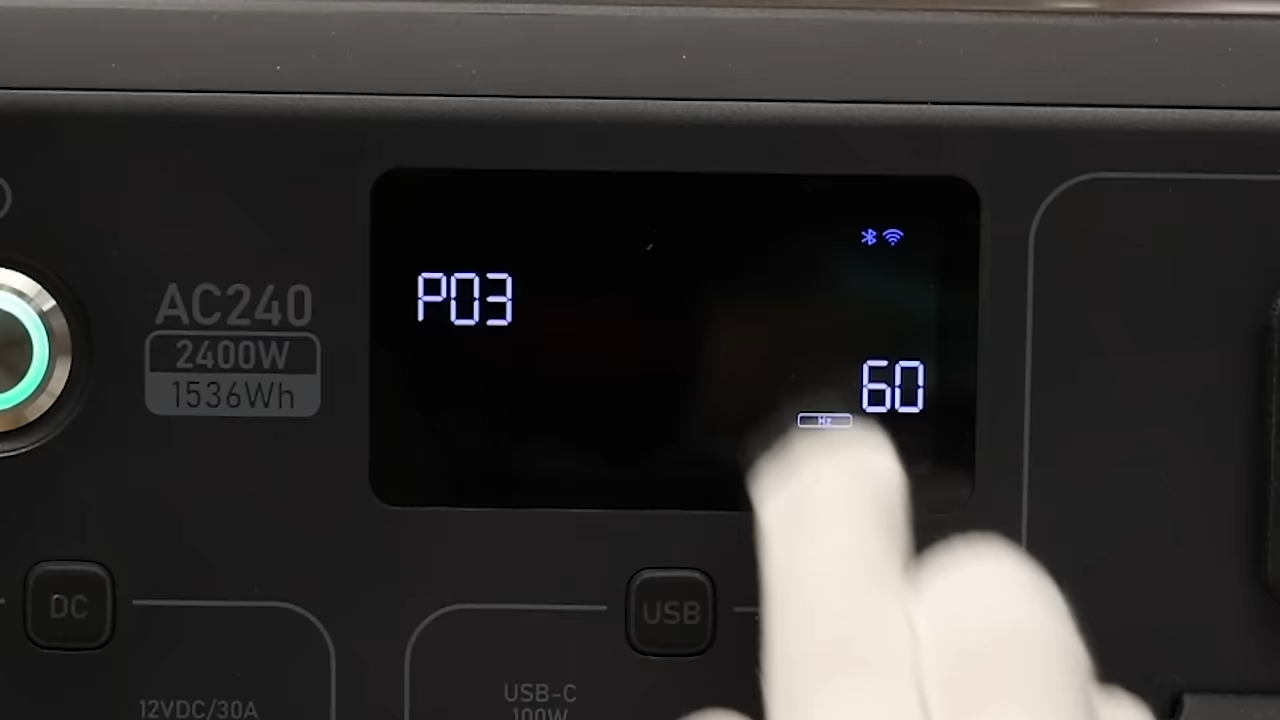 P03
60
Hz
AC240
2400W
1536Wh
DC
USB
12VDC/30A
USB-C
100W